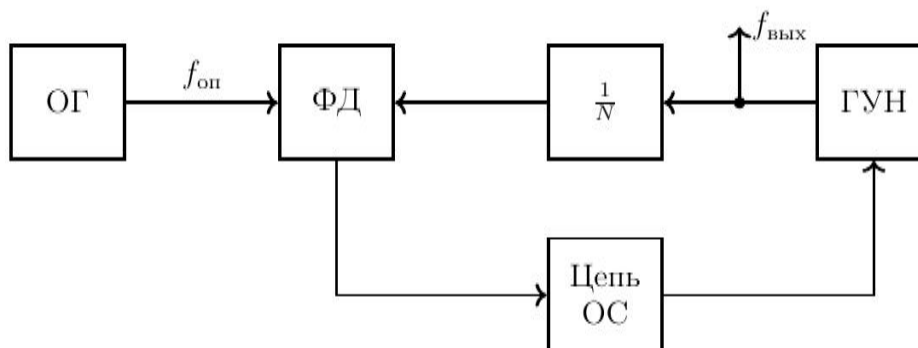 ОГ
f_оп
ФД
1/N
f_вых
ГУН
Цепь
ОС